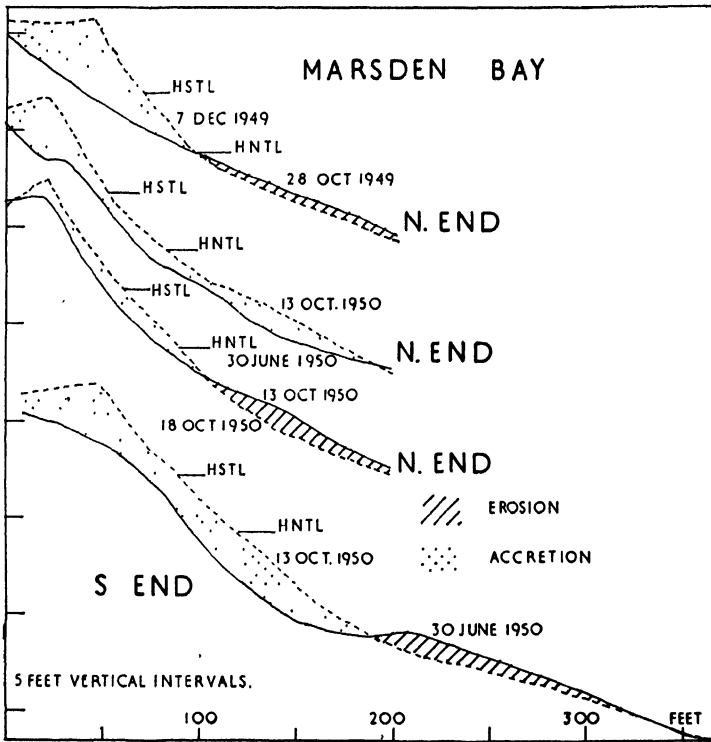 MARSDEN BAY
HSTL
7 DEC 1949
HNTL
28 OCT 1949
N. END
HSTL
HNTL
13 OCT. 1950
N. END
HSTL
HNTL
30 JUNE 1950
13 OCT 1950
18 OCT 1950
N. END
HSTL
HNTL
13 OCT. 1950
S END
EROSION
ACCRETION
30 JUNE 1950
5 FEET VERTICAL INTERVALS.
100 200 300 FEET